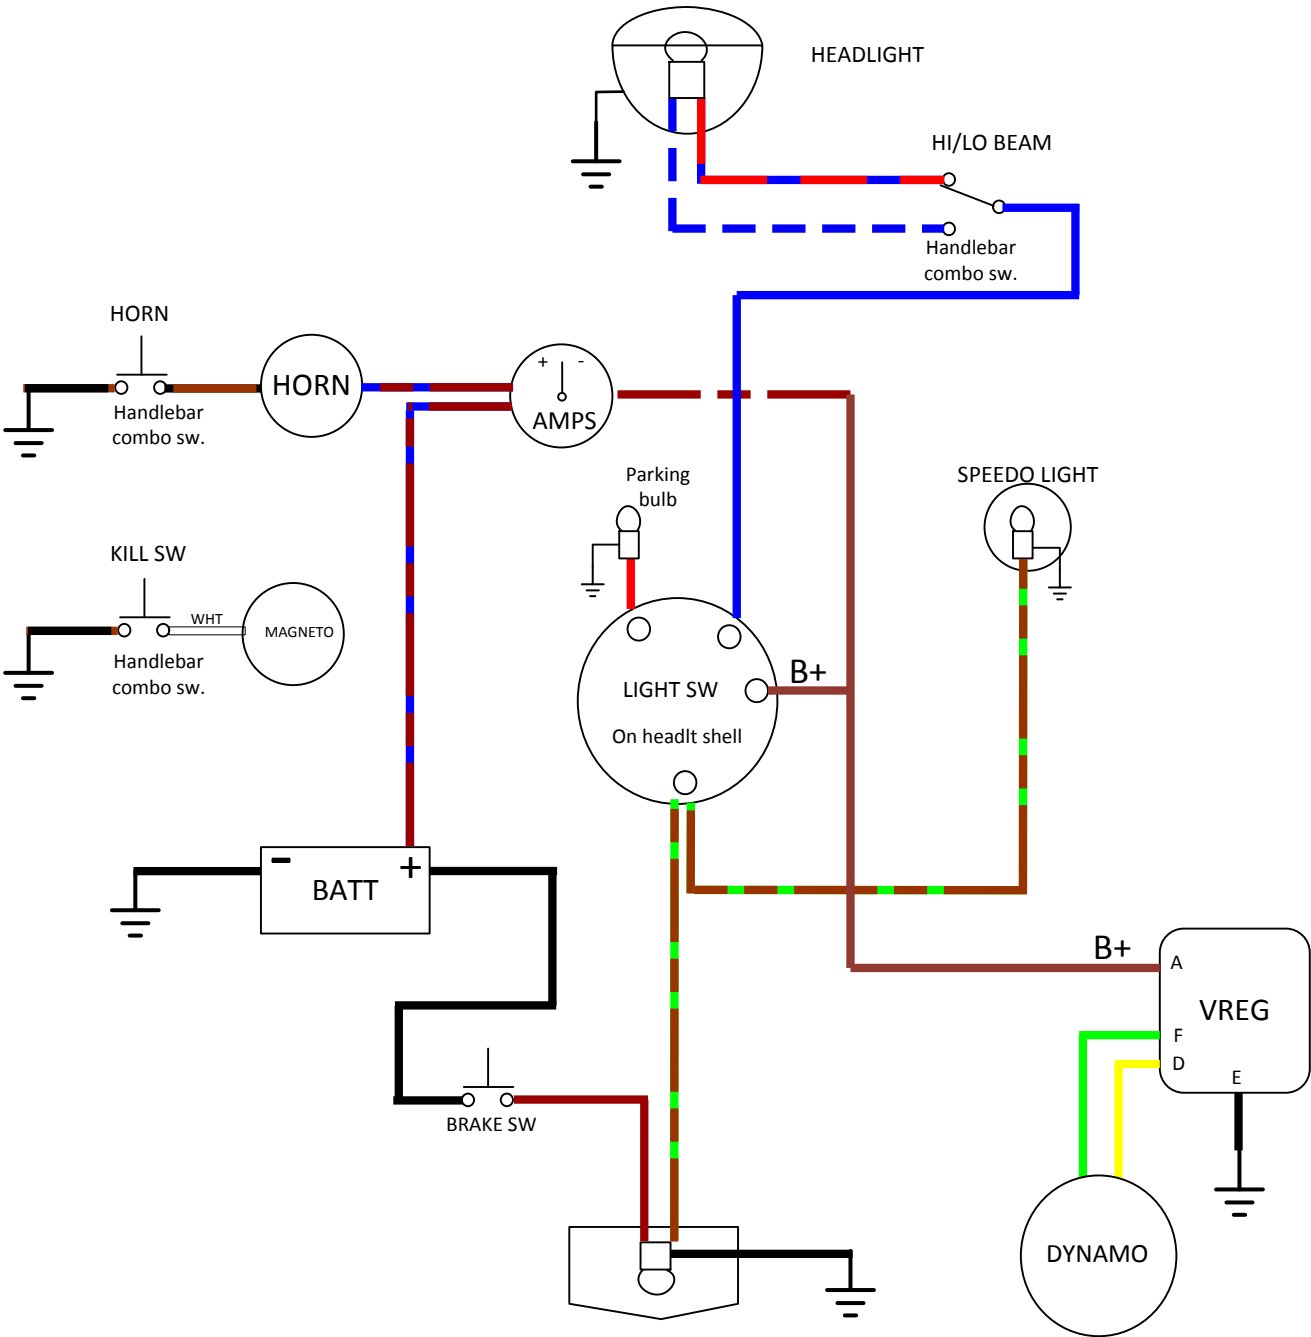 HEADLIGHT
HI/LO BEAM
Handlebar
combo sw.
HORN
HORN
Handlebar
combo sw.
+ -
AMPS
Parking
bulb
SPEEDO LIGHT
KILL SW
WHT
MAGNETO
Handlebar
combo sw.
B+
LIGHT SW
On headlt shell
- +
BATT
B+
A
VREG
F
D
E
BRAKE SW
DYNAMO